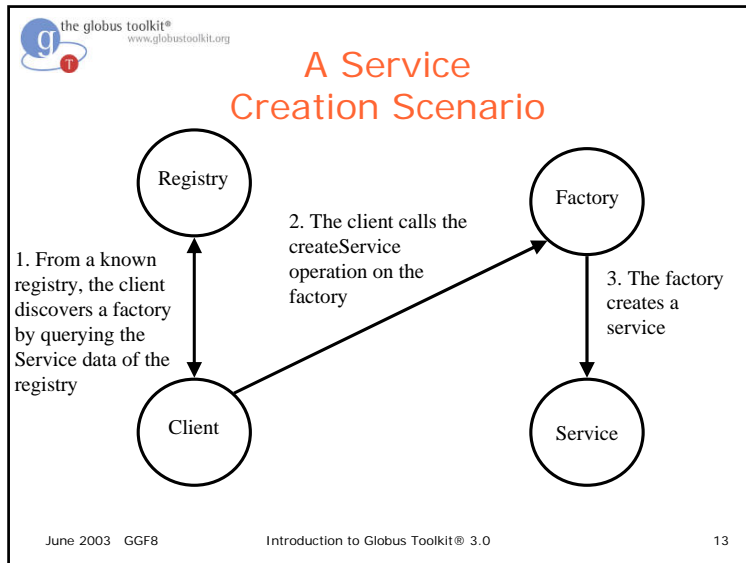 the globus toolkit®
www.globustoolkit.org
g
T
A Service
Creation Scenario
Registry
Factory
2. The client calls the
createService
operation on the
factory
1. From a known
registry, the client
discovers a factory
by querying the
Service data of the
registry
3. The factory
creates a
service
Client
Service
June 2003 GGF8
Introduction to Globus Toolkit® 3.0
13